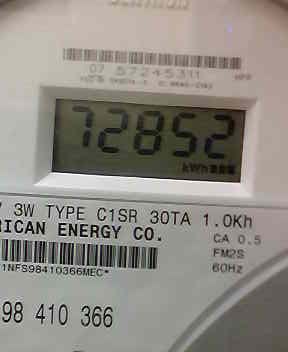 07 57245311
72852
kWh
3W TYPE C1SR 30TA 1.0Kh
RICAN ENERGY CO.
CA 0.5
FM2S
60Hz
1NFS98410366MEC*
98 410 366